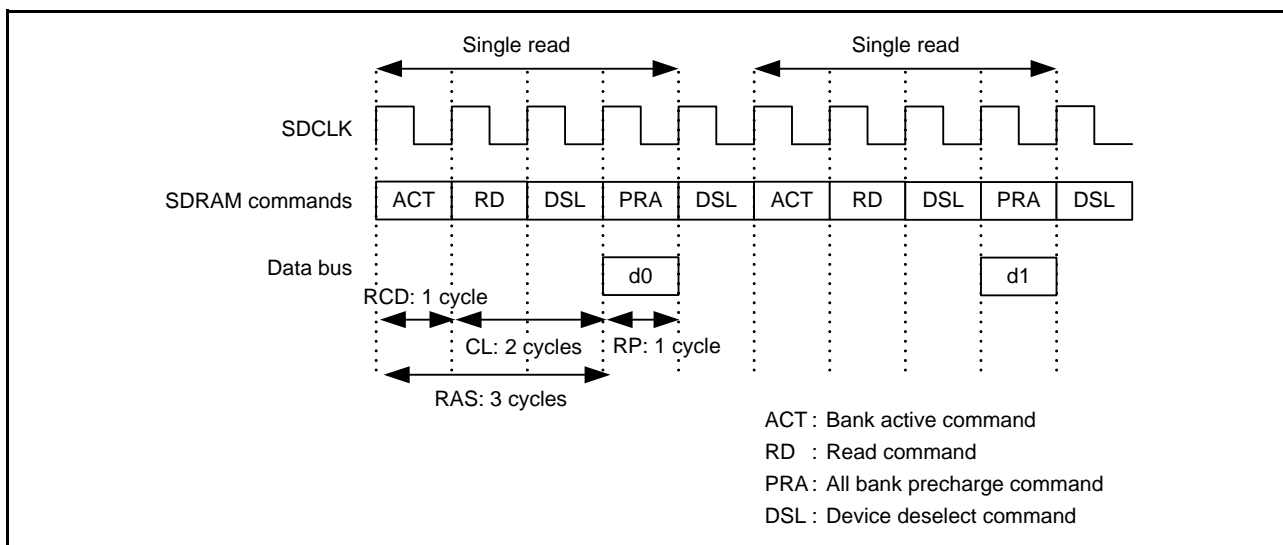 Single read Single read
SDCLK
SDRAM commands ACT RD DSL PRA DSL ACT RD DSL PRA DSL
Data bus d0 d1
RCD: 1 cycle
CL: 2 cycles RP: 1 cycle
RAS: 3 cycles
ACT : Bank active command
RD : Read command
PRA : All bank precharge command
DSL : Device deselect command